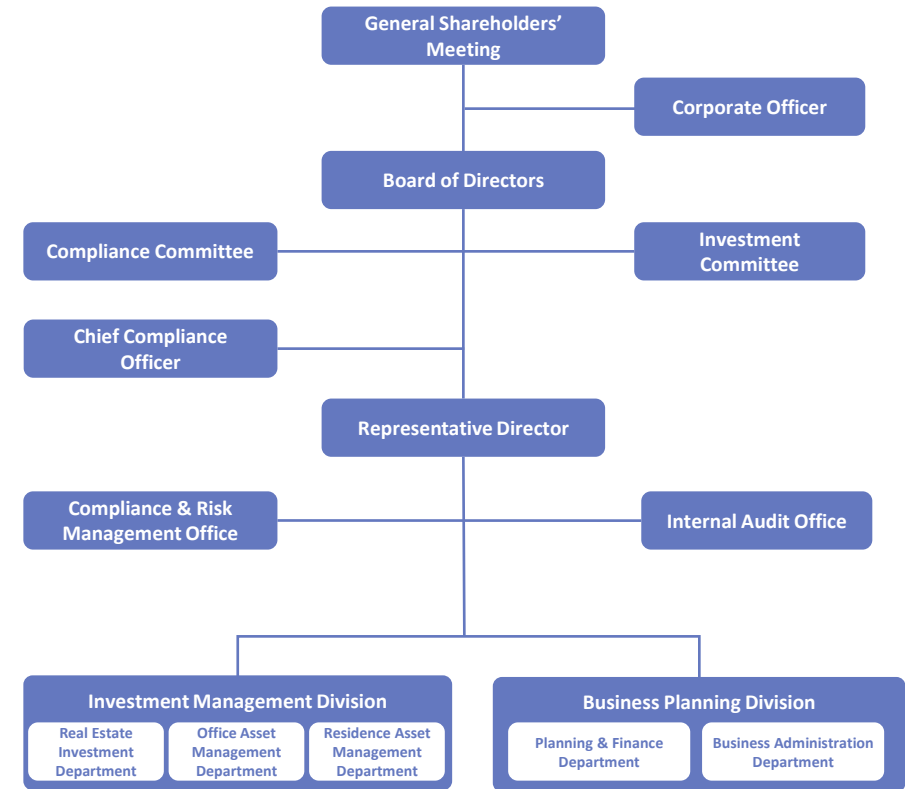 General Shareholders’
Meeting
Corporate Officer
Board of Directors
Compliance Committee
Investment
Committee
Chief Compliance
Officer
Representative Director
Compliance & Risk
Management Office
Internal Audit Office
Investment Management Division
Real Estate
Investment
Department
Office Asset
Management
Department
Residence Asset
Management
Department
Business Planning Division
Planning & Finance
Department
Business Administration
Department